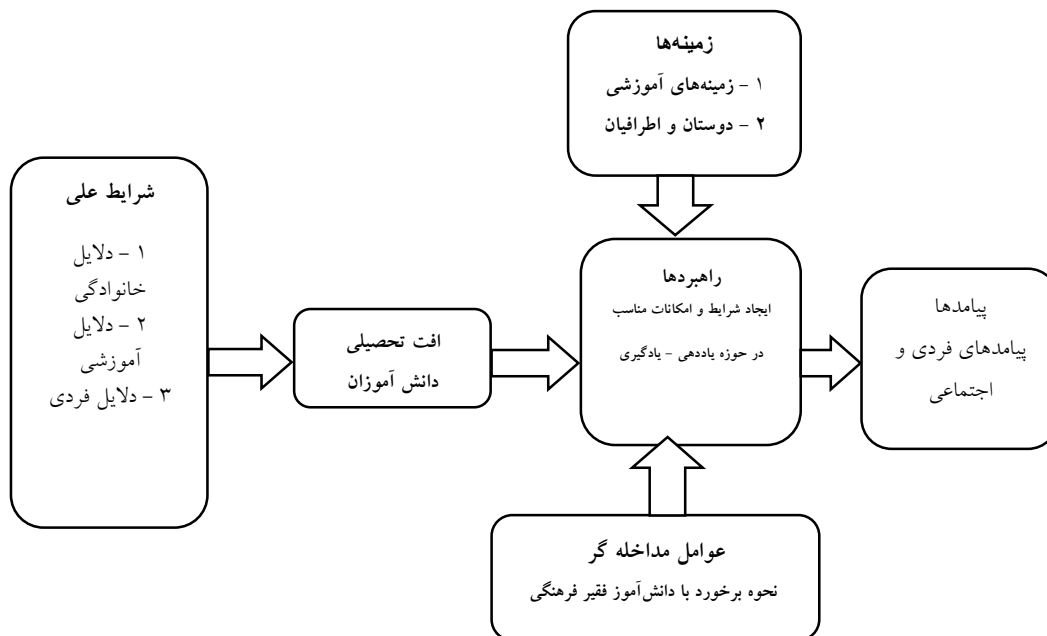 زمینه‌ها
۱ – زمینه‌های آموزشی
۲ – دوستان و اطرافیان
شرایط علی
۱ – دلایل
خانوادگی
۲ – دلایل
آموزشی
۳ – دلایل فردی
افت تحصیلی
دانش آموزان
راهبردها
ایجاد شرایط و امکانات مناسب
در حوزه یاددهی – یادگیری
پیامدها
پیامدهای فردی و
اجتماعی
عوامل مداخله گر
نحوه برخورد با دانش‌آموز فقیر فرهنگی